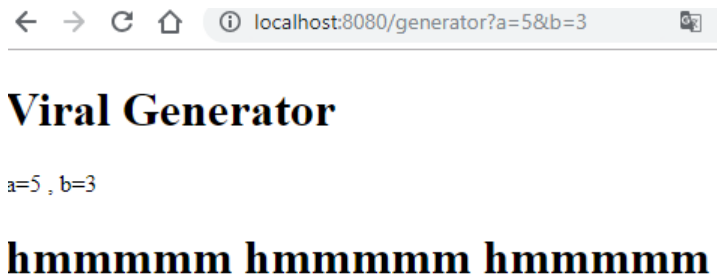 localhost:8080/generator?a=5&b=3
Viral Generator
a=5 , b=3
hmmmmm hmmmmm hmmmmm